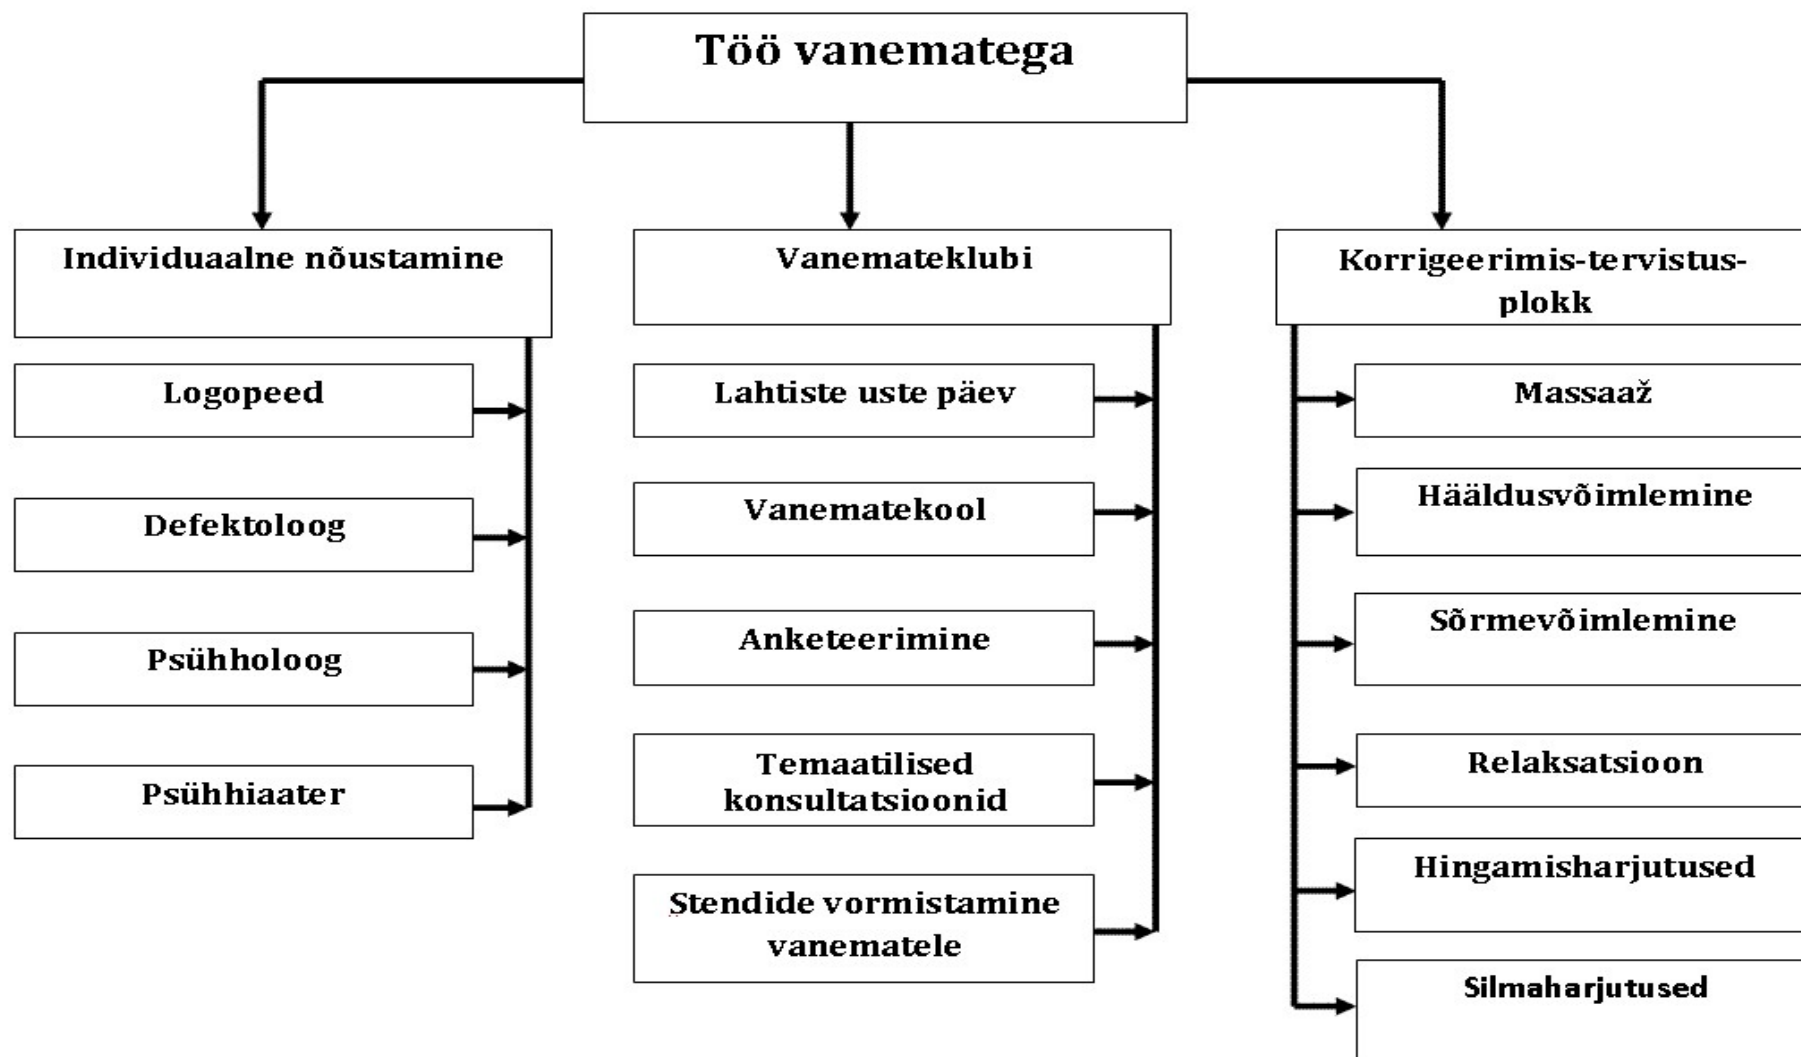 Töö vanematega
Individuaalne nõustamine
Logopeed
Defektoloog
Psühholoog
Psühhiaater
Vanemateklubi
Lahtiste uste päev
Vanematekool
Anketeerimine
Temaatilised
konsultatsioonid
Stendide vormistamine
vanematele
Korrigeerimis-tervistus-
plokk
Massaaž
Hääldusvõimlemine
Sõrmevõimlemine
Relaksatsioon
Hingamisharjutused
Silmaharjutused